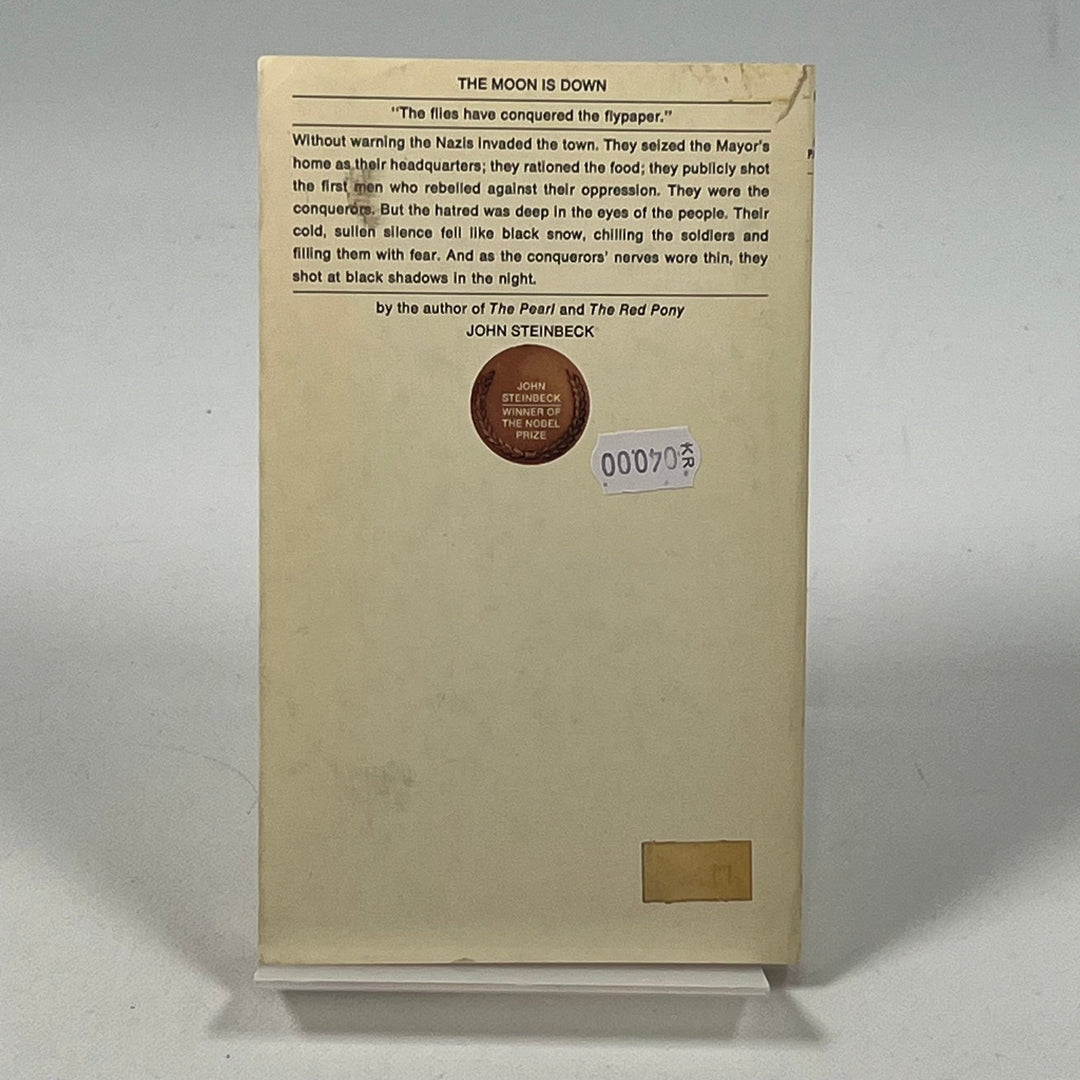 THE MOON IS DOWN
"The flies have conquered the flypaper."
Without warning the Nazis invaded the town. They seized the Mayor's
home as their headquarters; they rationed the food; they publicly shot
the first men who rebelled against their oppression. They were the
conquerors. But the hatred was deep in the eyes of the people. Their
cold, sullen silence fell like black snow, chilling the soldiers and
filling them with fear. And as the conquerors' nerves wore thin, they
shot at black shadows in the night.
by the author of The Pearl and The Red Pony
JOHN STEINBECK
JOHN
STEINBECK
WINNER OF
THE NOBEL
PRIZE
KR. 040.00